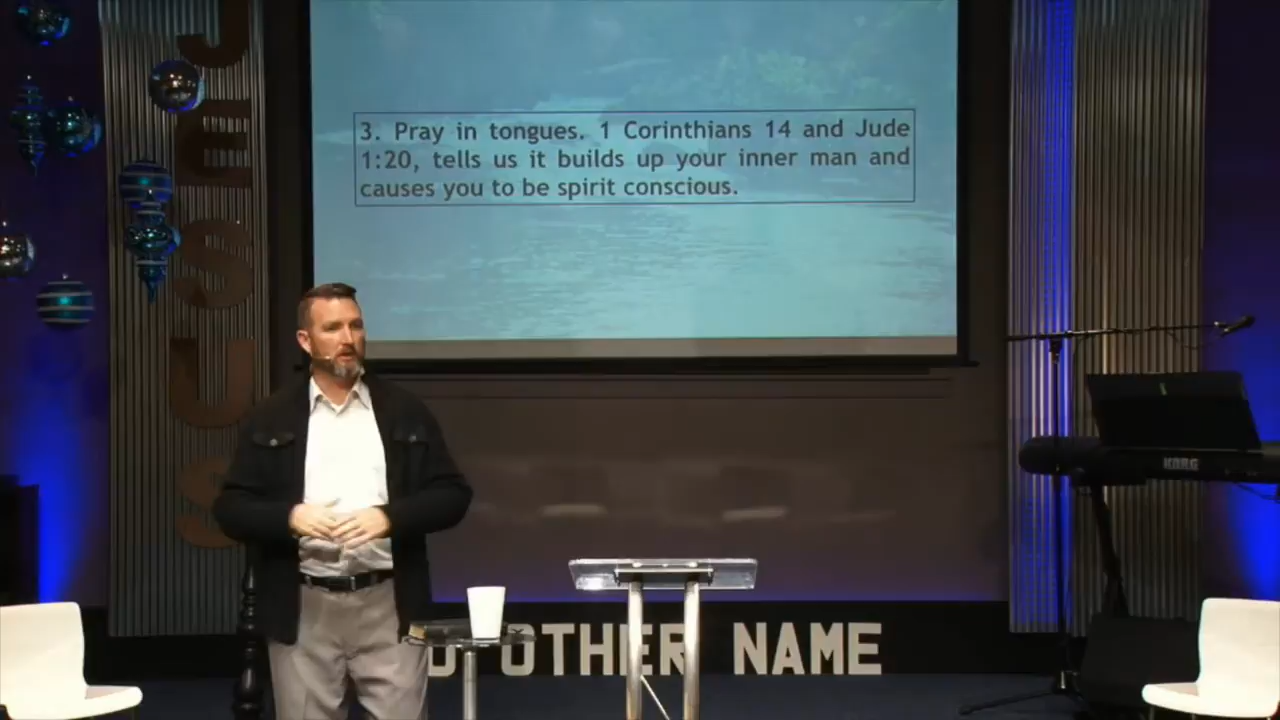 JESUS
3. Pray in tongues. 1 Corinthians 14 and Jude
1:20, tells us it builds up your inner man and
causes you to be spirit conscious.
KORG
OTHER NAME